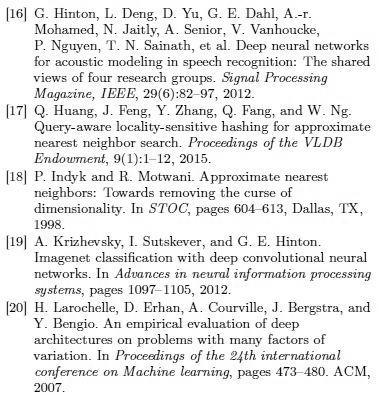 [16] G. Hinton, L. Deng, D. Yu, G. E. Dahl, A.-r.
Mohamed, N. Jaitly, A. Senior, V. Vanhoucke,
P. Nguyen, T. N. Sainath, et al. Deep neural networks
for acoustic modeling in speech recognition: The shared
views of four research groups. Signal Processing
Magazine, IEEE, 29(6):82–97, 2012.
[17] Q. Huang, J. Feng, Y. Zhang, Q. Fang, and W. Ng.
Query-aware locality-sensitive hashing for approximate
nearest neighbor search. Proceedings of the VLDB
Endowment, 9(1):1–12, 2015.
[18] P. Indyk and R. Motwani. Approximate nearest
neighbors: Towards removing the curse of
dimensionality. In STOC, pages 604–613, Dallas, TX,
1998.
[19] A. Krizhevsky, I. Sutskever, and G. E. Hinton.
Imagenet classification with deep convolutional neural
networks. In Advances in neural information processing
systems, pages 1097–1105, 2012.
[20] H. Larochelle, D. Erhan, A. Courville, J. Bergstra, and
Y. Bengio. An empirical evaluation of deep
architectures on problems with many factors of
variation. In Proceedings of the 24th international
conference on Machine learning, pages 473–480. ACM,
2007.